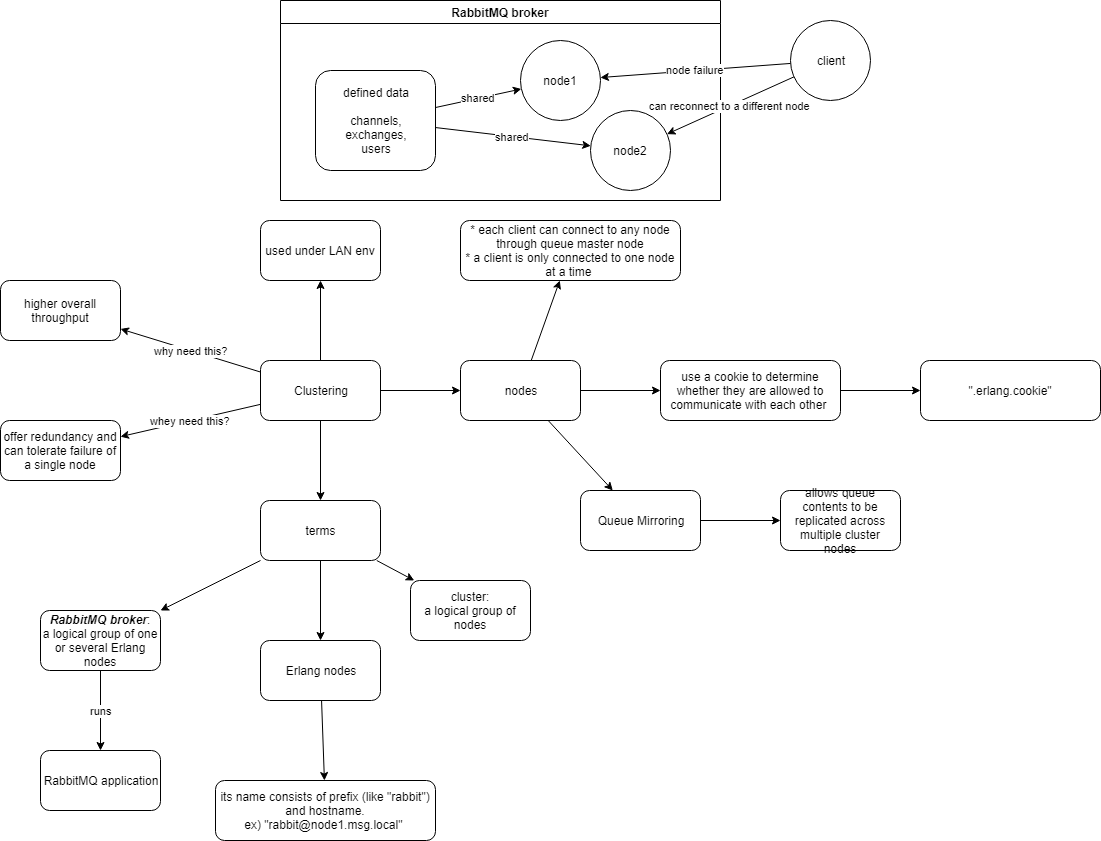 RabbitMQ broker
defined data
channels,
exchanges,
users
shared
shared
node1
node2
node failure
can reconnect to a different node
client
used under LAN env
* each client can connect to any node
through queue master node
* a client is only connected to one node
at a time
higher overall
throughput
why need this?
Clustering
nodes
use a cookie to determine
whether they are allowed to
communicate with each other
".erlang.cookie"
whey need this?
offer redundancy and
can tolerate failure of
a single node
Queue Mirroring
allows queue
contents to be
replicated across
multiple cluster
nodes
terms
cluster:
a logical group of
nodes
RabbitMQ broker:
a logical group of one
or several Erlang
nodes
Erlang nodes
runs
RabbitMQ application
its name consists of prefix (like "rabbit")
and hostname.
ex) "rabbit@node1.msg.local"